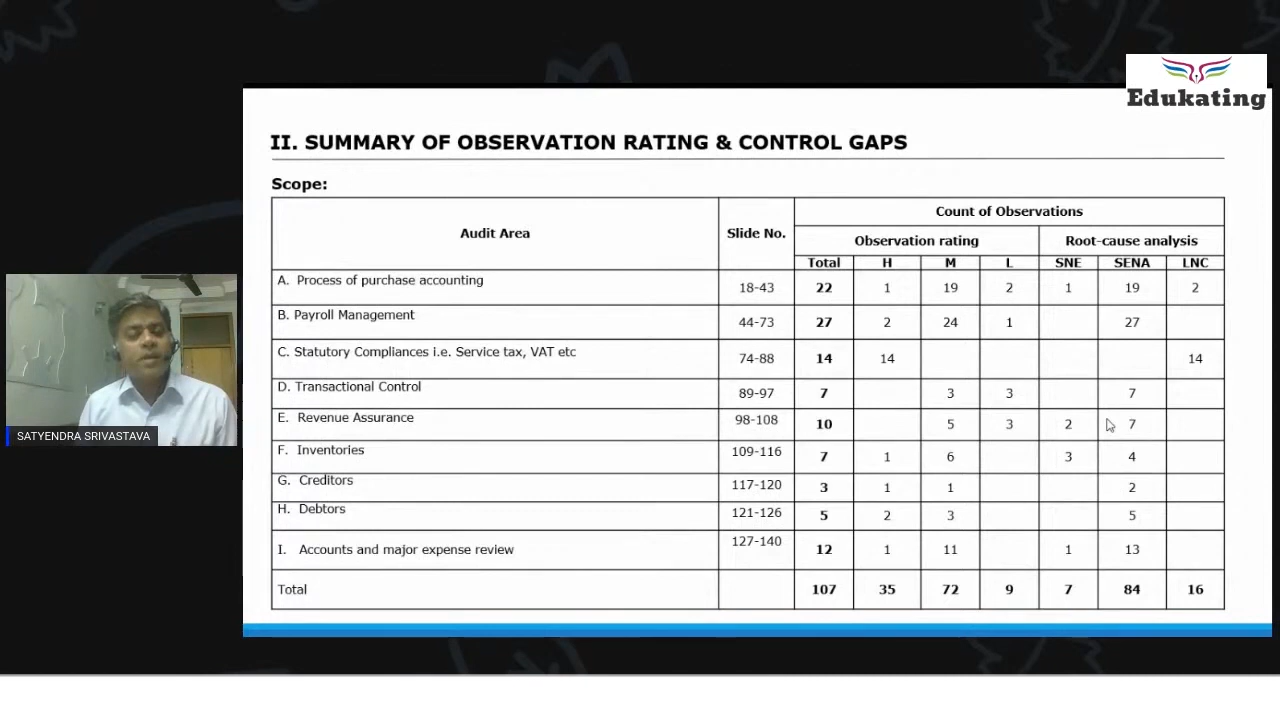 Edukating
II. SUMMARY OF OBSERVATION RATING & CONTROL GAPS
Scope:
Audit Area Slide No. Count of Observations
Observation rating Root-cause analysis
Total H M L SNE SENA LNC
A. Process of purchase accounting 18-43 22 1 19 2 1 19 2
B. Payroll Management 44-73 27 2 24 1 27
C. Statutory Compliances i.e. Service tax, VAT etc 74-88 14 14 14
D. Transactional Control 89-97 7 3 3 7
E. Revenue Assurance 98-108 10 5 3 2 7
F. Inventories 109-116 7 1 6 3 4
G. Creditors 117-120 3 1 1 2
H. Debtors 121-126 5 2 3 5
I. Accounts and major expense review 127-140 12 1 11 1 13
Total 107 35 72 9 7 84 16
SATYENDRA SRIVASTAVA